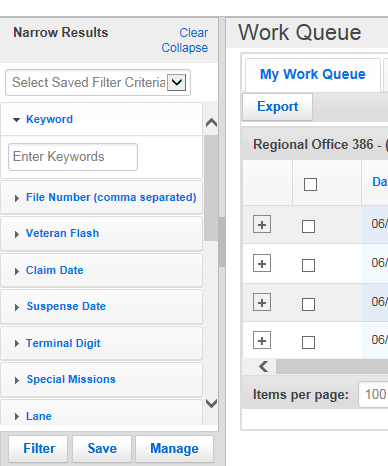 Narrow Results
Clear
Collapse
Select Saved Filter Criteria
Keyword
Enter Keywords
File Number (comma separated)
Veteran Flash
Claim Date
Suspense Date
Terminal Digit
Special Missions
Lane
Filter Save Manage
Work Queue
My Work Queue
Export
Regional Office 386 - (
Da
06/
06/
06/
06/
Items per page: 100